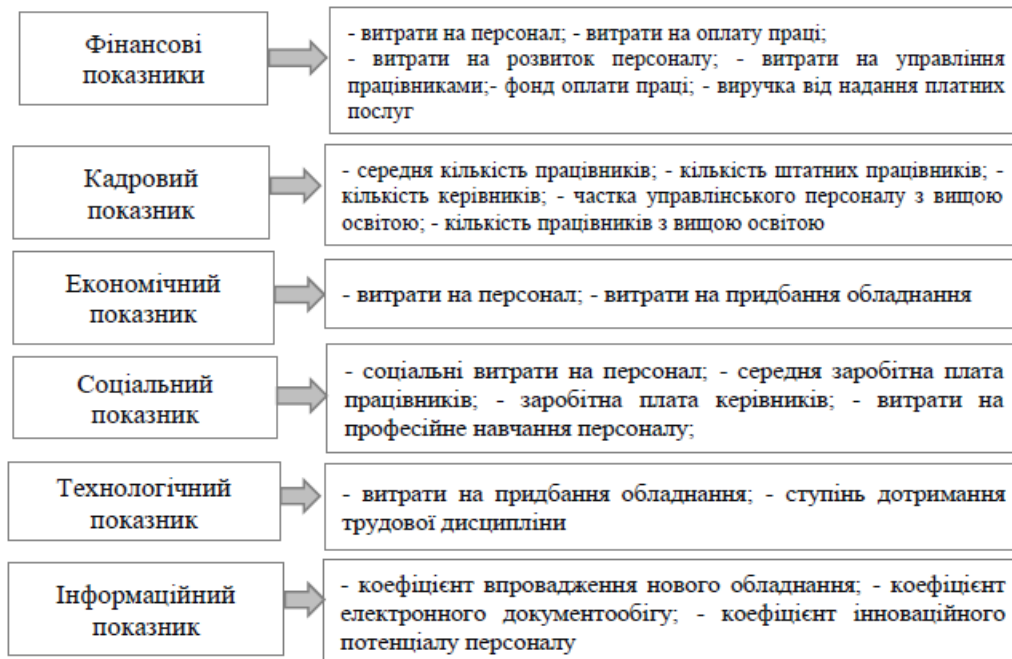 Фінансові
показники
- витрати на персонал; - витрати на оплату праці;
- витрати на розвиток персоналу; - витрати на управління
працівниками;- фонд оплати праці; - виручка від надання платних
послуг
Кадровий
показник
- середня кількість працівників; - кількість штатних працівників; -
кількість керівників; - частка управлінського персоналу з вищою
освітою; - кількість працівників з вищою освітою
Економічний
показник
- витрати на персонал; - витрати на придбання обладнання
Соціальний
показник
- соціальні витрати на персонал; - середня заробітна плата
працівників; - заробітна плата керівників; - витрати на
професійне навчання персоналу;
Технологічний
показник
- витрати на придбання обладнання; - ступінь дотримання
трудової дисципліни
Інформаційний
показник
- коефіцієнт впровадження нового обладнання; - коефіцієнт
електронного документообігу; - коефіцієнт інноваційного
потенціалу персоналу